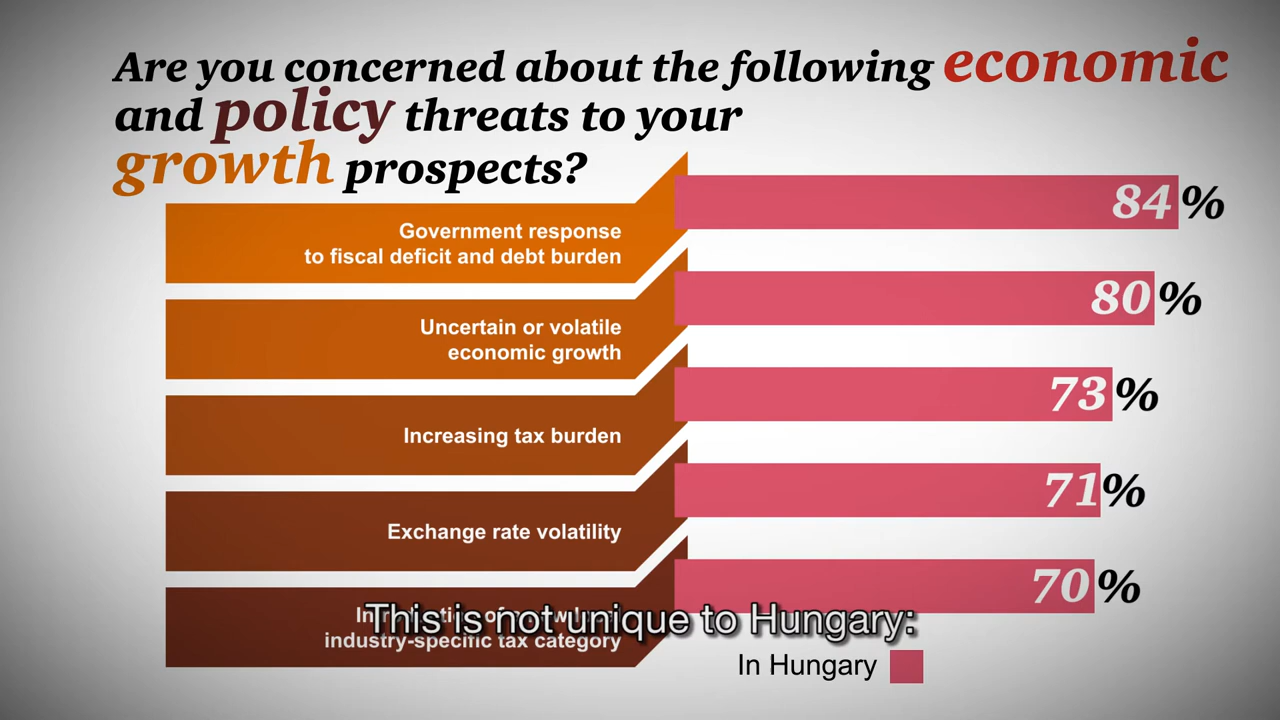 Are you concerned about the following economic
and policy threats to your
growth prospects?
Government response
to fiscal deficit and debt burden
84%
Uncertain or volatile
economic growth
80%
Increasing tax burden
73%
Exchange rate volatility
71%
industry-specific tax category
70%
This is not unique to Hungary:
In Hungary